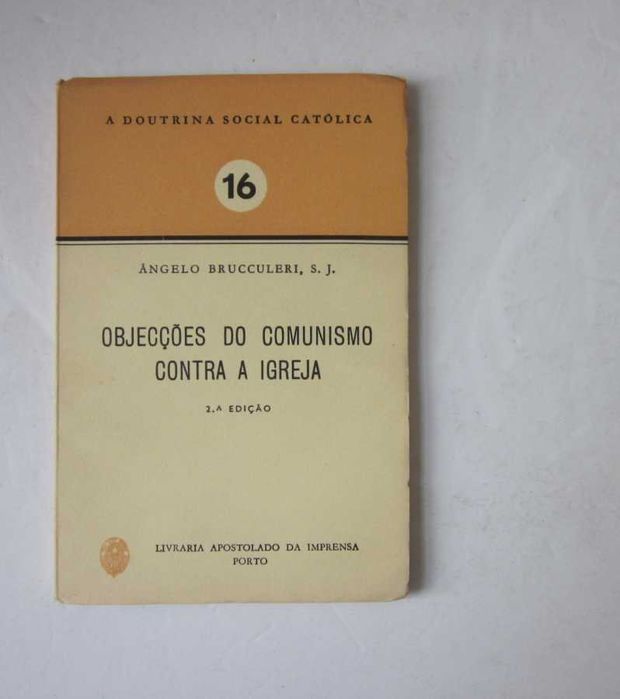 A DOUTRINA SOCIAL CATÓLICA
16
ÂNGELO BRUCCULERI, S. J.
OBJECÇÕES DO COMUNISMO
CONTRA A IGREJA
2.ᴬ EDIÇÃO
LIVRARIA APOSTOLADO DA IMPRENSA
PORTO